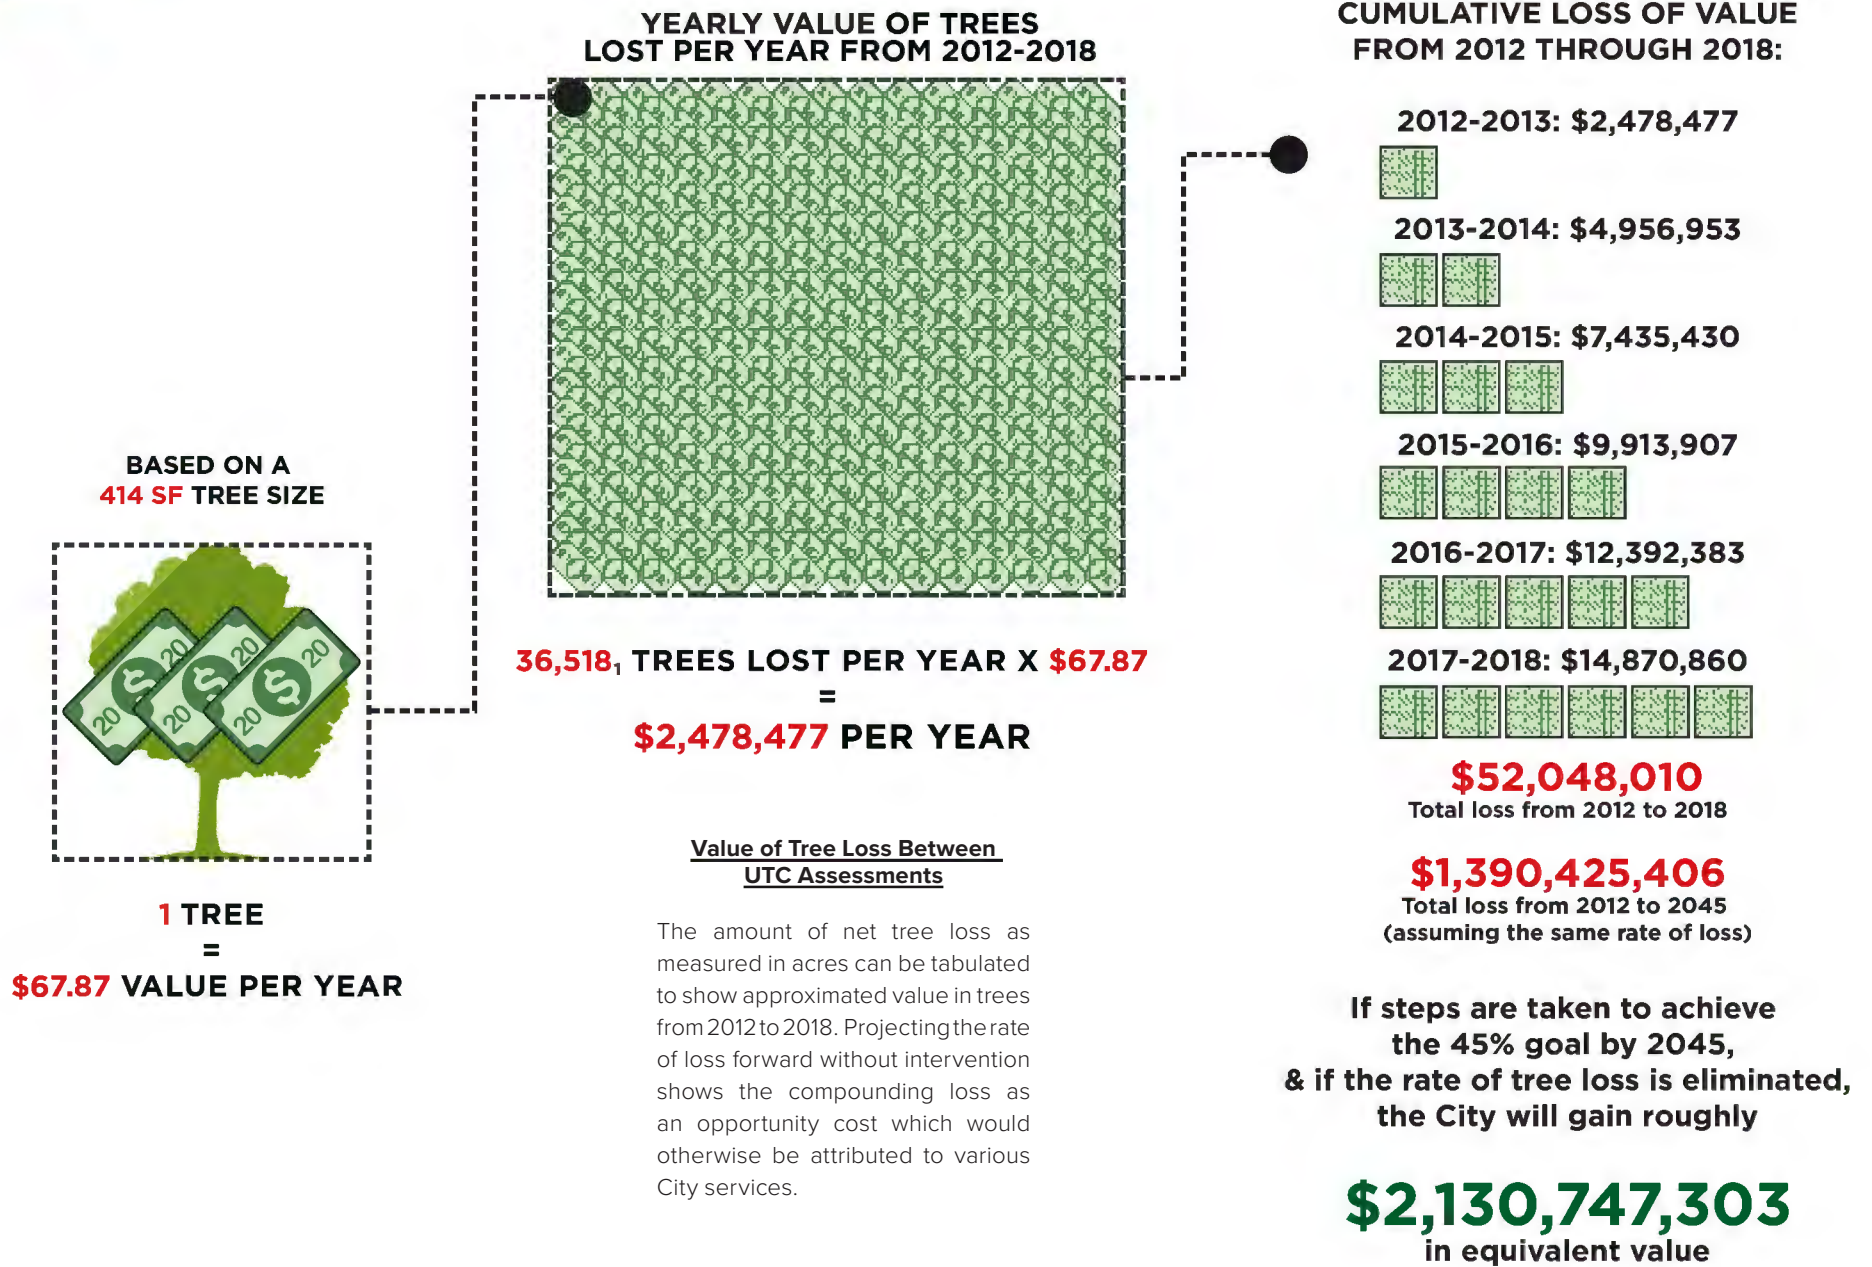 YEARLY VALUE OF TREES
LOST PER YEAR FROM 2012-2018
BASED ON A
414 SF TREE SIZE
20 20 20
20 20 20
1 TREE
=
$67.87 VALUE PER YEAR
36,518₁ TREES LOST PER YEAR X $67.87
=
$2,478,477 PER YEAR
Value of Tree Loss Between
UTC Assessments
The amount of net tree loss as
measured in acres can be tabulated
to show approximated value in trees
from 2012 to 2018. Projecting the rate
of loss forward without intervention
shows the compounding loss as
an opportunity cost which would
otherwise be attributed to various
City services.
CUMULATIVE LOSS OF VALUE
FROM 2012 THROUGH 2018:
2012-2013: $2,478,477
2013-2014: $4,956,953
2014-2015: $7,435,430
2015-2016: $9,913,907
2016-2017: $12,392,383
2017-2018: $14,870,860
$52,048,010
Total loss from 2012 to 2018
$1,390,425,406
Total loss from 2012 to 2045
(assuming the same rate of loss)
If steps are taken to achieve
the 45% goal by 2045,
& if the rate of tree loss is eliminated,
the City will gain roughly
$2,130,747,303
in equivalent value